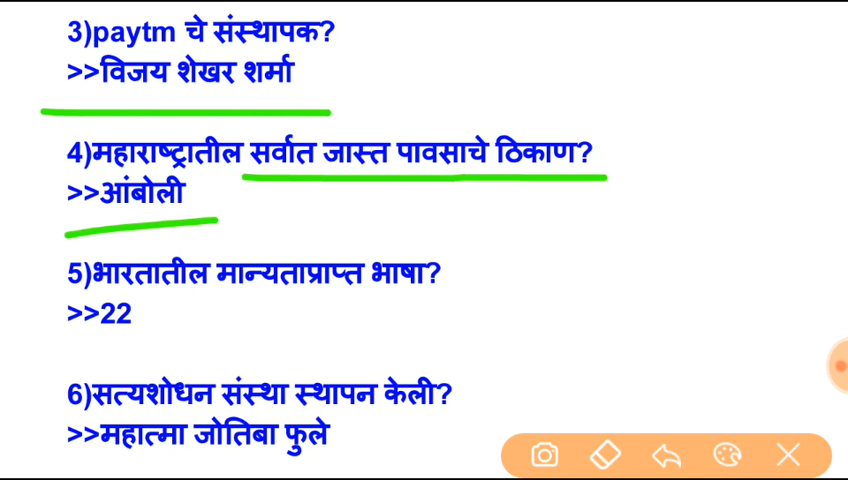 3)paytm चे संस्थापक?
>>विजय शेखर शर्मा
4)महाराष्ट्रातील सर्वात जास्त पावसाचे ठिकाण?
>>आंबोली
5)भारतातील मान्यताप्राप्त भाषा?
>>22
6)सत्यशोधन संस्था स्थापन केली?
>>महात्मा जोतिबा फुले